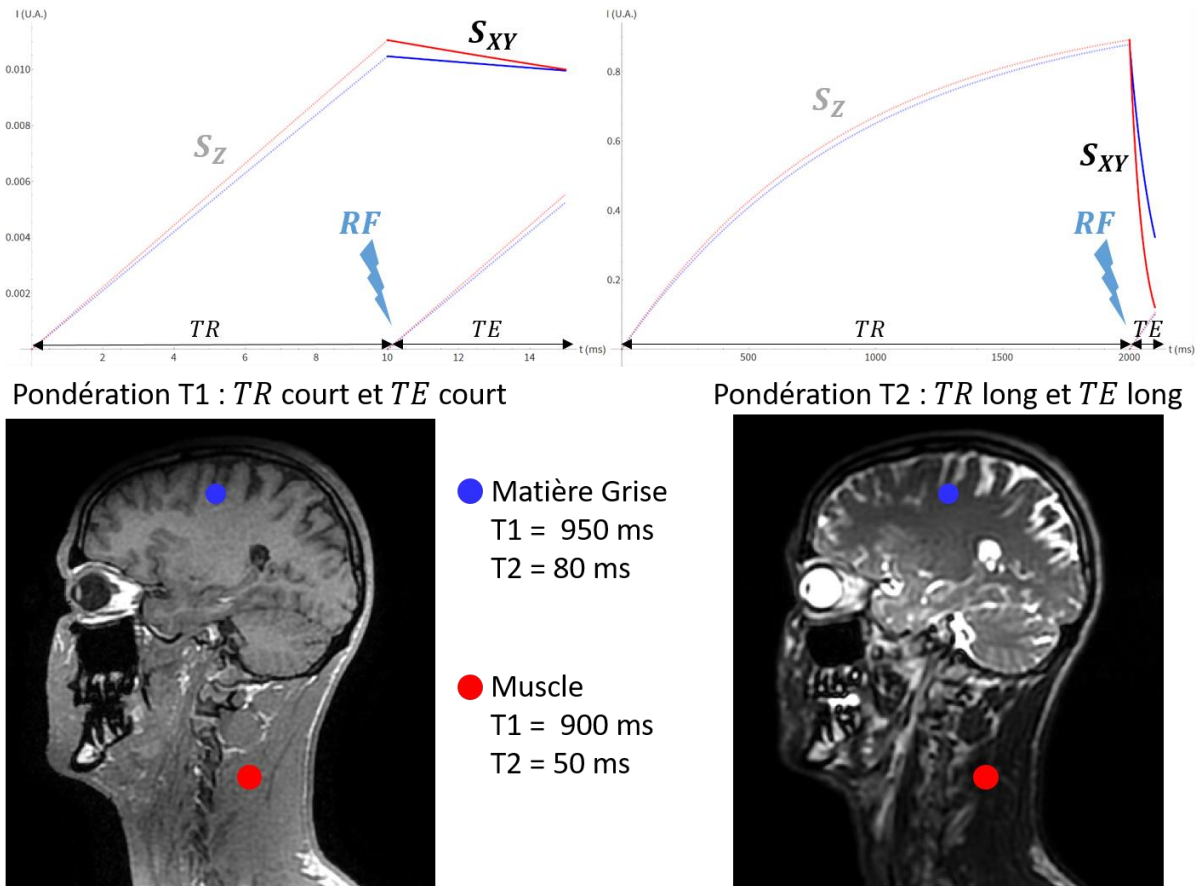 I (U.A.)
0.010
0.008
0.006
0.004
0.002
S_Z
S_XY
RF
TR
TE
2
4
6
8
10
12
14
t (ms)
I (U.A.)
0.8
0.6
0.4
0.2
S_Z
S_XY
RF
TR
TE
500
1000
1500
2000
t (ms)
Pondération T1 : TR court et TE court
Pondération T2 : TR long et TE long
Matière Grise
T1 = 950 ms
T2 = 80 ms
Muscle
T1 = 900 ms
T2 = 50 ms